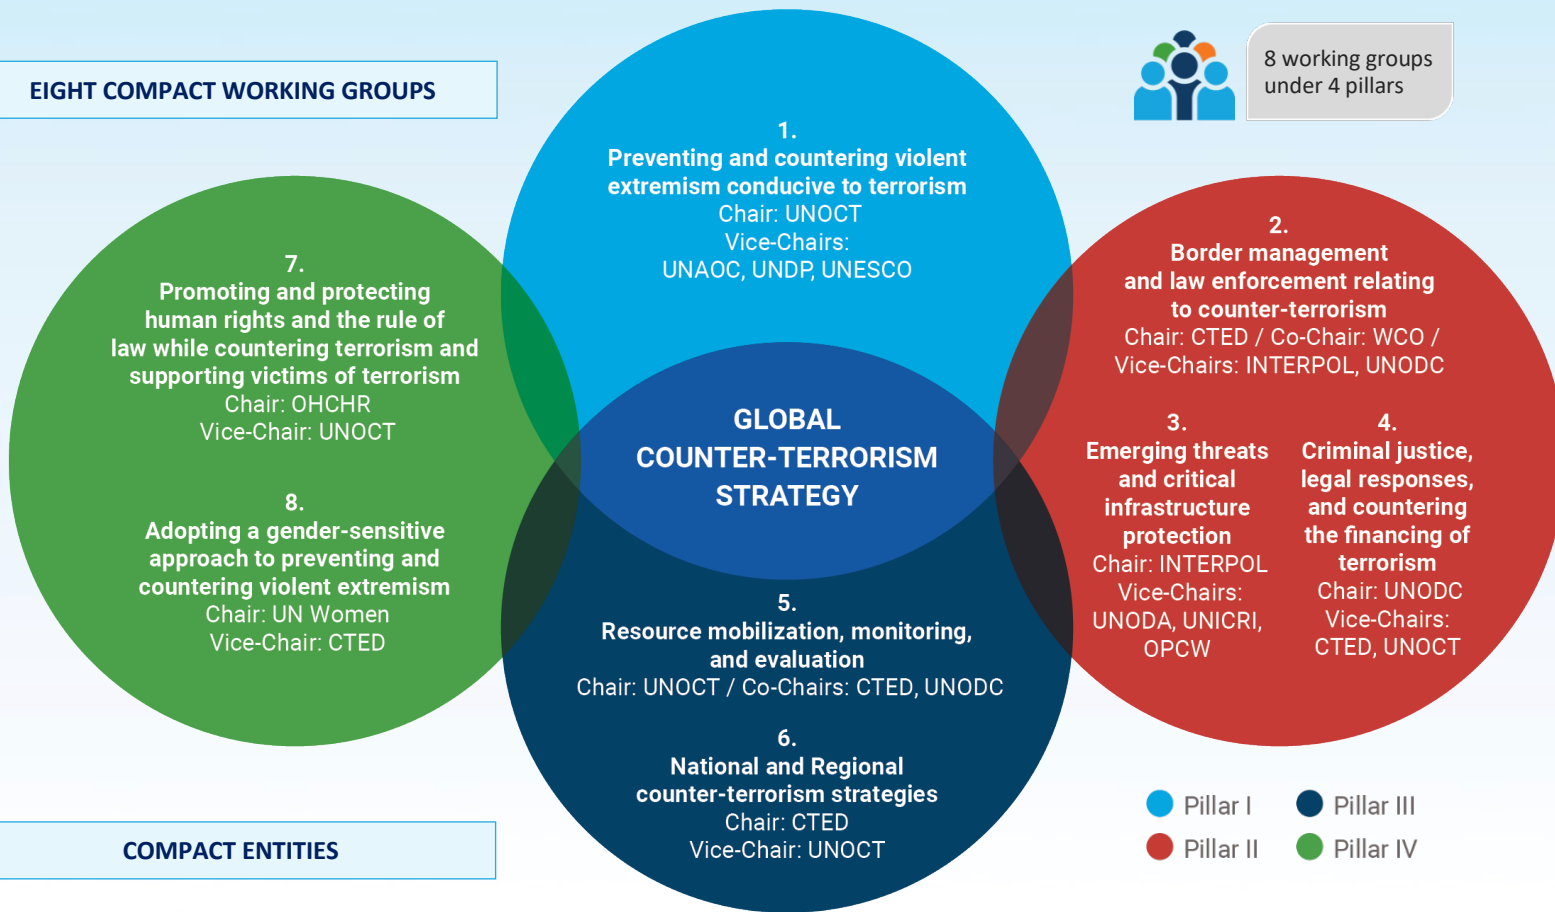 EIGHT COMPACT WORKING GROUPS
8 working groups
under 4 pillars
1.
Preventing and countering violent
extremism conducive to terrorism
Chair: UNOCT
Vice-Chairs:
UNAOC, UNDP, UNESCO
2.
Border management
and law enforcement relating
to counter-terrorism
Chair: CTED / Co-Chair: WCO /
Vice-Chairs: INTERPOL, UNODC
3.
Emerging threats
and critical
infrastructure
protection
Chair: INTERPOL
Vice-Chairs:
UNODA, UNICRI,
OPCW
4.
Criminal justice,
legal responses,
and countering
the financing of
terrorism
Chair: UNODC
Vice-Chairs:
CTED, UNOCT
GLOBAL
COUNTER-TERRORISM
STRATEGY
5.
Resource mobilization, monitoring,
and evaluation
Chair: UNOCT / Co-Chairs: CTED, UNODC
6.
National and Regional
counter-terrorism strategies
Chair: CTED
Vice-Chair: UNOCT
7.
Promoting and protecting
human rights and the rule of
law while countering terrorism and
supporting victims of terrorism
Chair: OHCHR
Vice-Chair: UNOCT
8.
Adopting a gender-sensitive
approach to preventing and
countering violent extremism
Chair: UN Women
Vice-Chair: CTED
Pillar I
Pillar II
Pillar III
Pillar IV
COMPACT ENTITIES